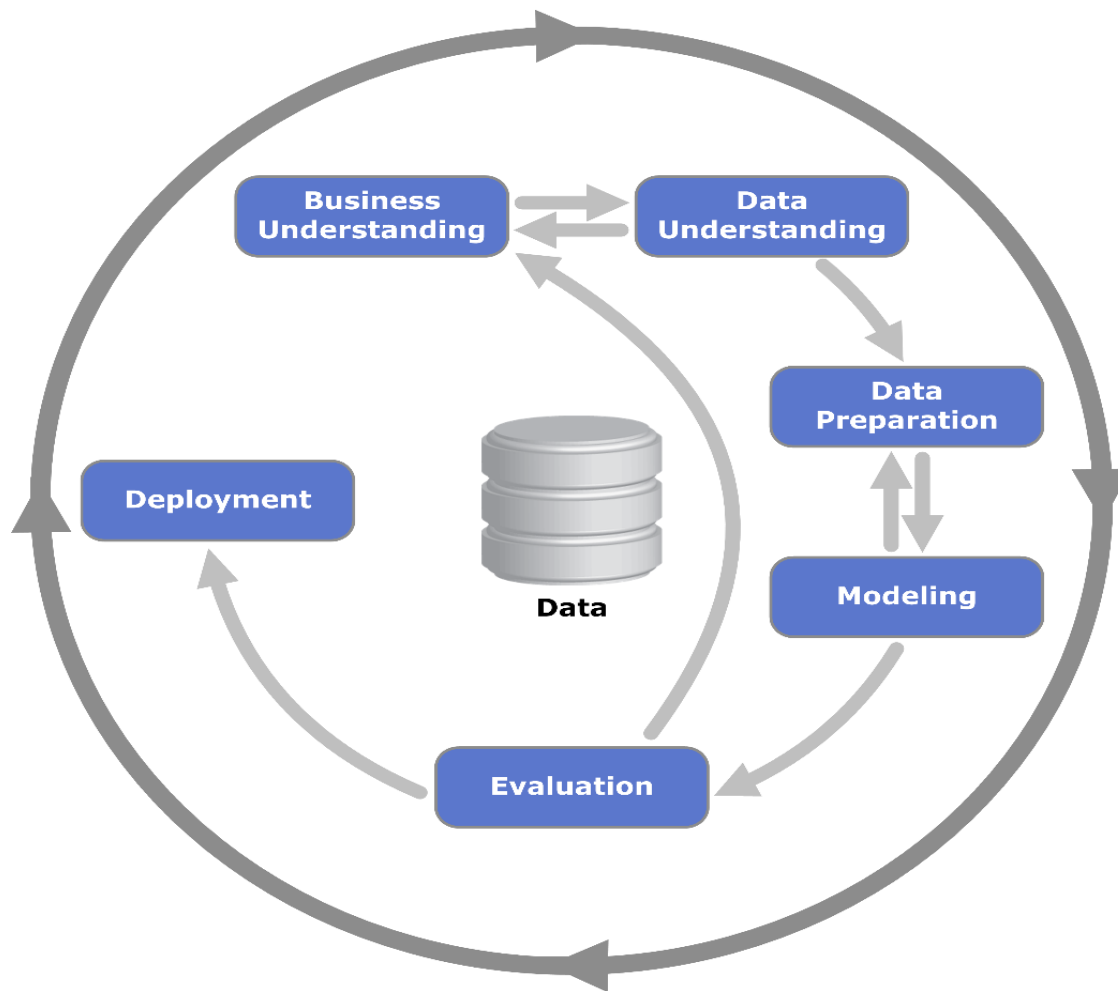 Business
Understanding
Data
Understanding
Data
Preparation
Deployment
Modeling
Data
Evaluation